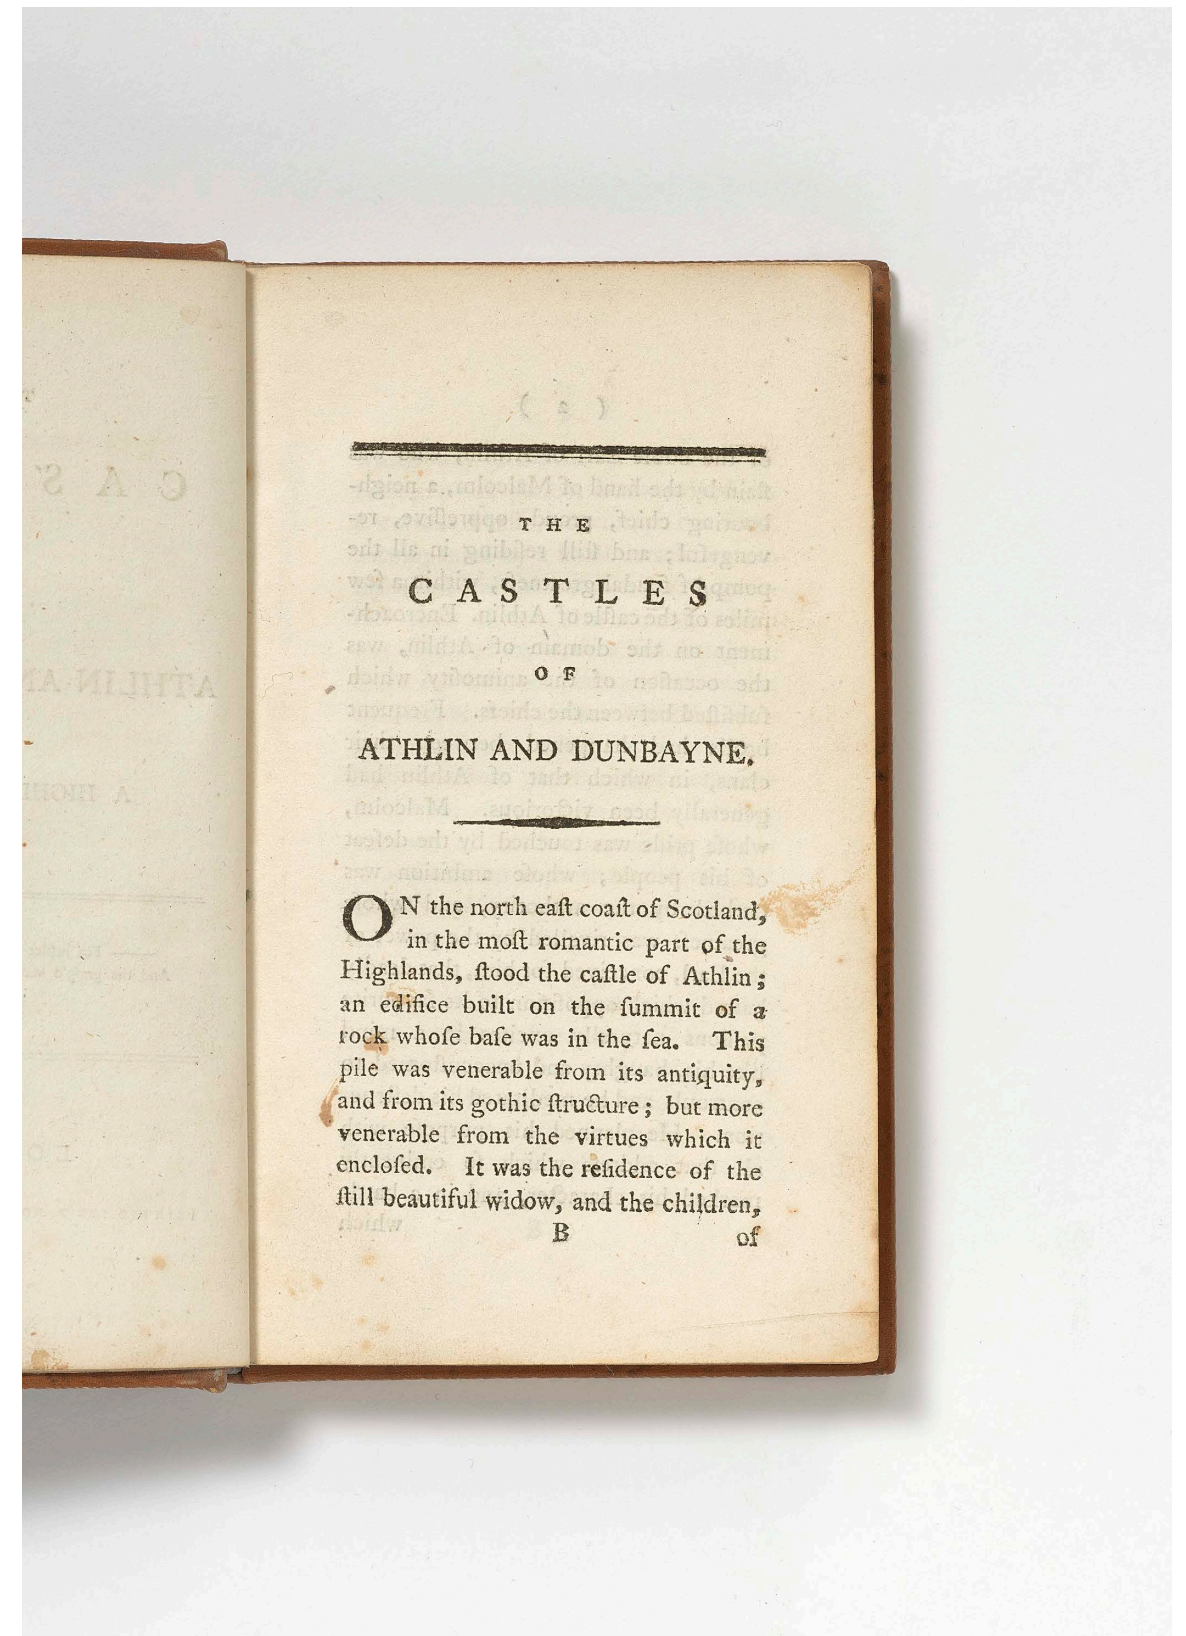 THE
CASTLES
OF
ATHLIN AND DUNBAYNE.
ON the north eaſt coaſt of Scotland,
in the moſt romantic part of the
Highlands, ſtood the caſtle of Athlin;
an edifice built on the ſummit of a
rock whoſe baſe was in the ſea. This
pile was venerable from its antiquity,
and from its gothic ſtructure; but more
venerable from the virtues which it
encloſed. It was the reſidence of the
ſtill beautiful widow, and the children,
B of